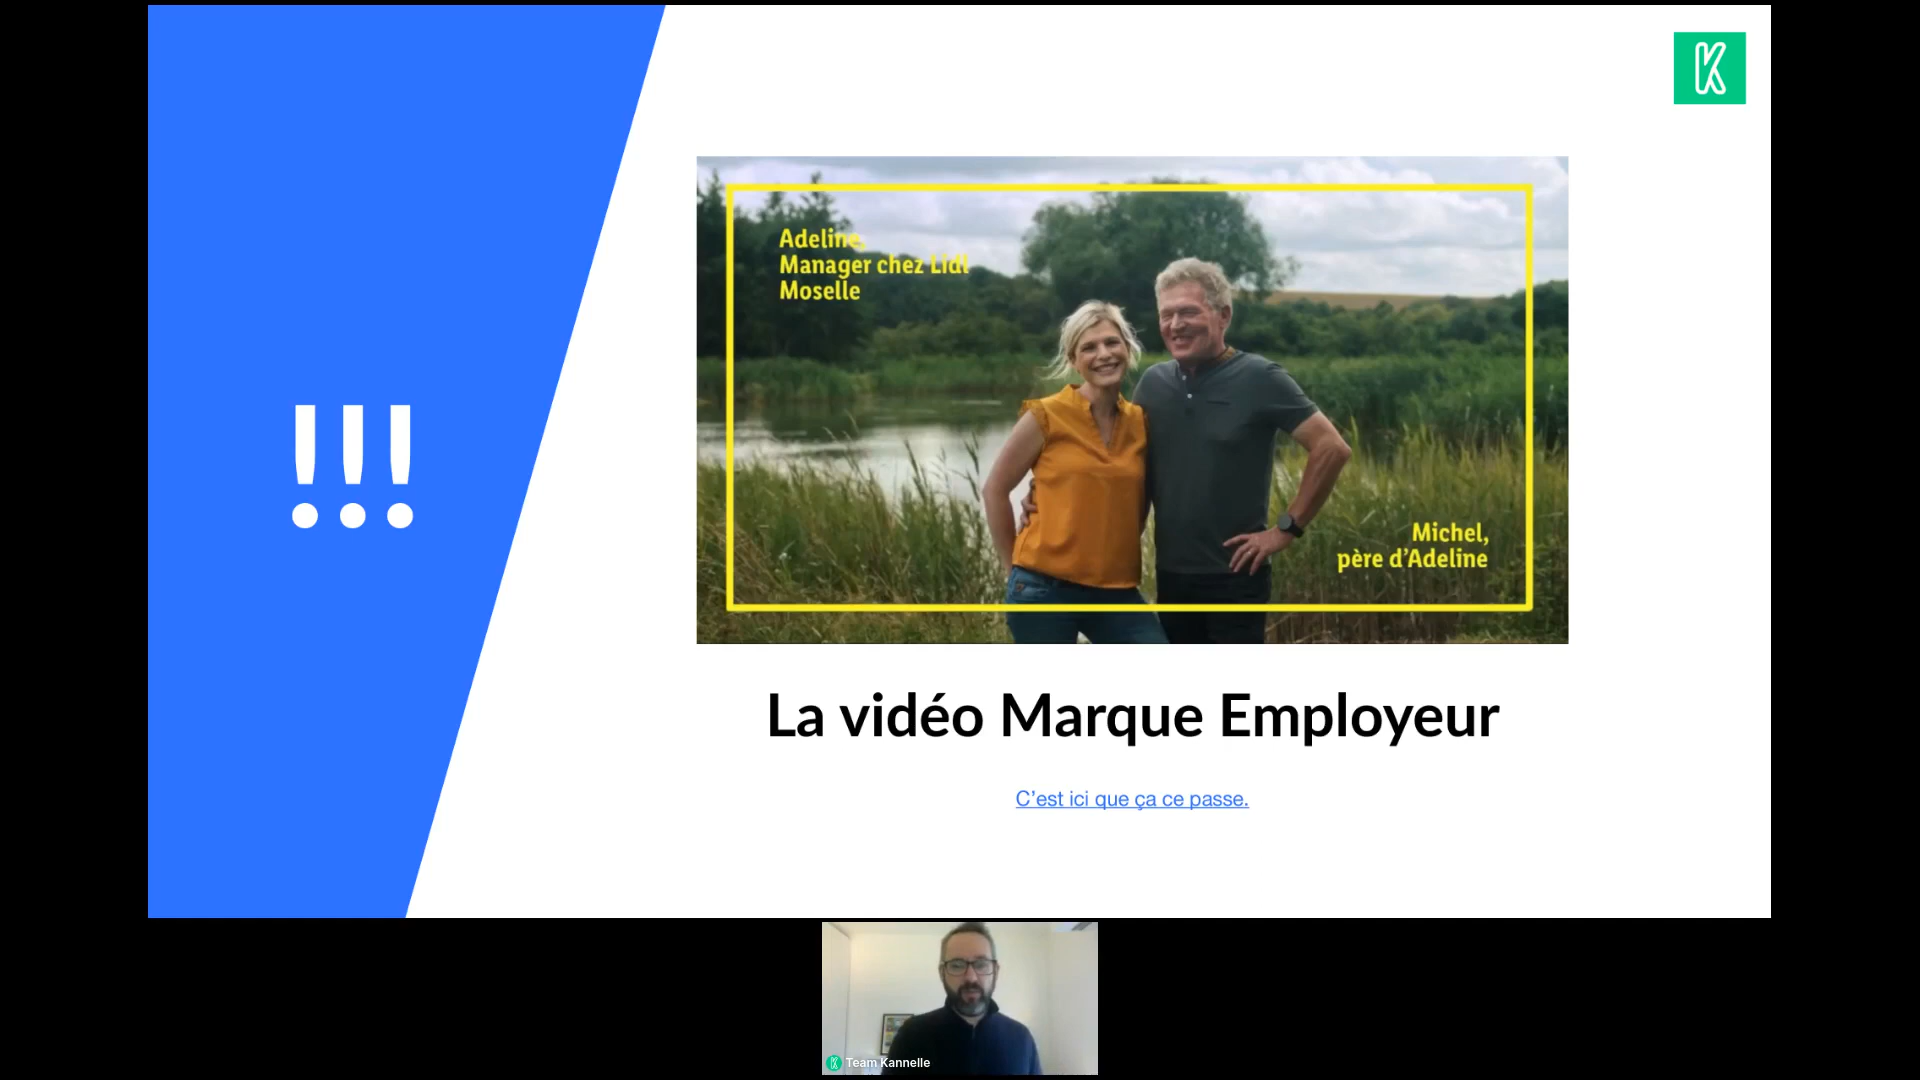 !!!
K
Adeline,
Manager chez Lidl
Moselle
Michel,
père d’Adeline
La vidéo Marque Employeur
C’est ici que ça ce passe.
Team Kannelle